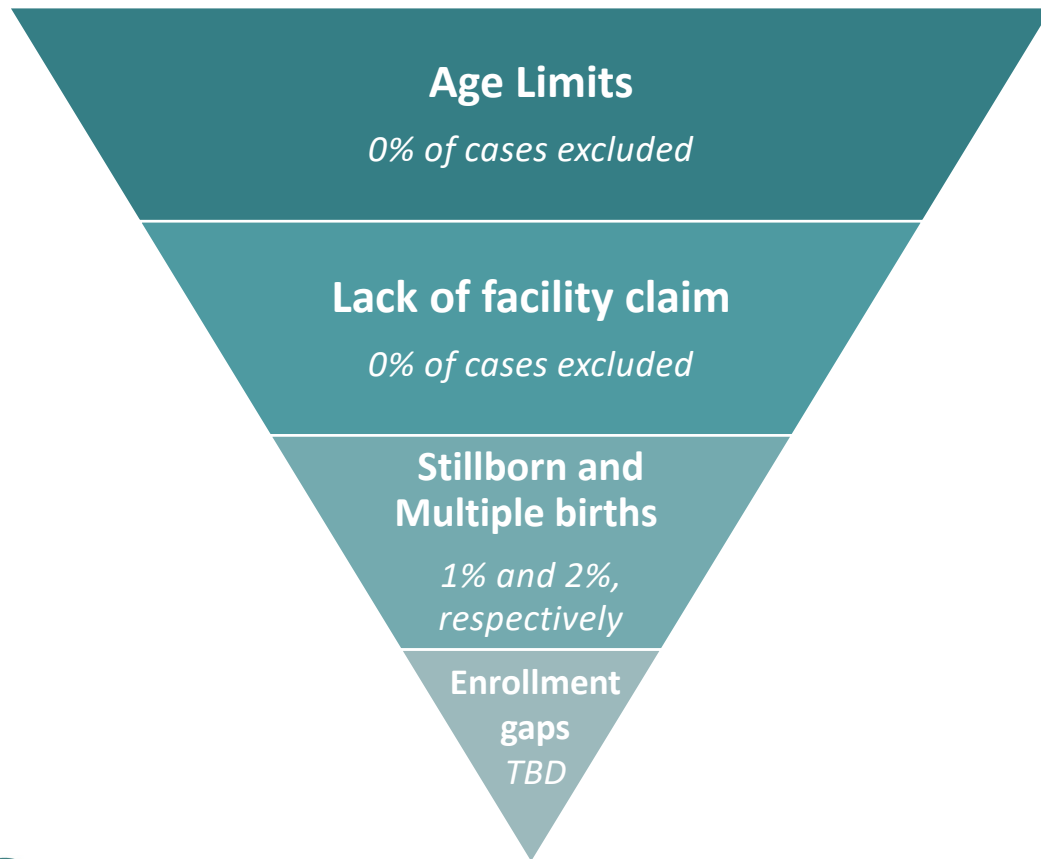 Age Limits
0% of cases excluded
Lack of facility claim
0% of cases excluded
Stillborn and
Multiple births
1% and 2%,
respectively
Enrollment
gaps
TBD